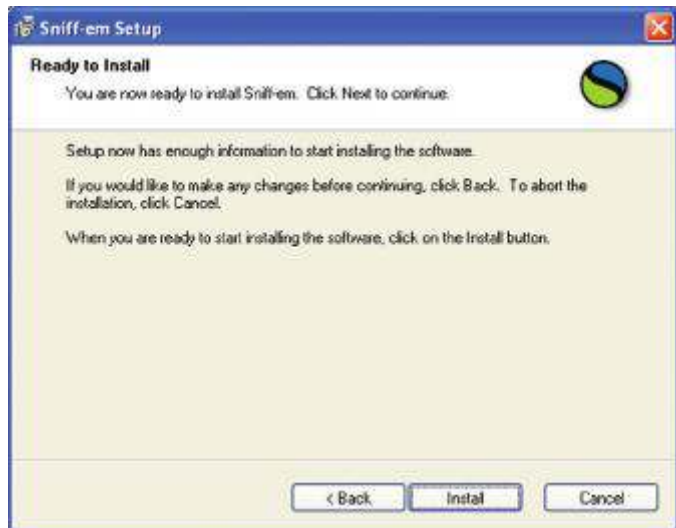 Sniff-em Setup
Ready to Install
You are now ready to install Sniff-em. Click Next to continue.
Setup now has enough information to start installing the software.
If you would like to make any changes before continuing, click Back. To abort the
installation, click Cancel.
When you are ready to start installing the software, click on the Install button.
< Back
Install
Cancel